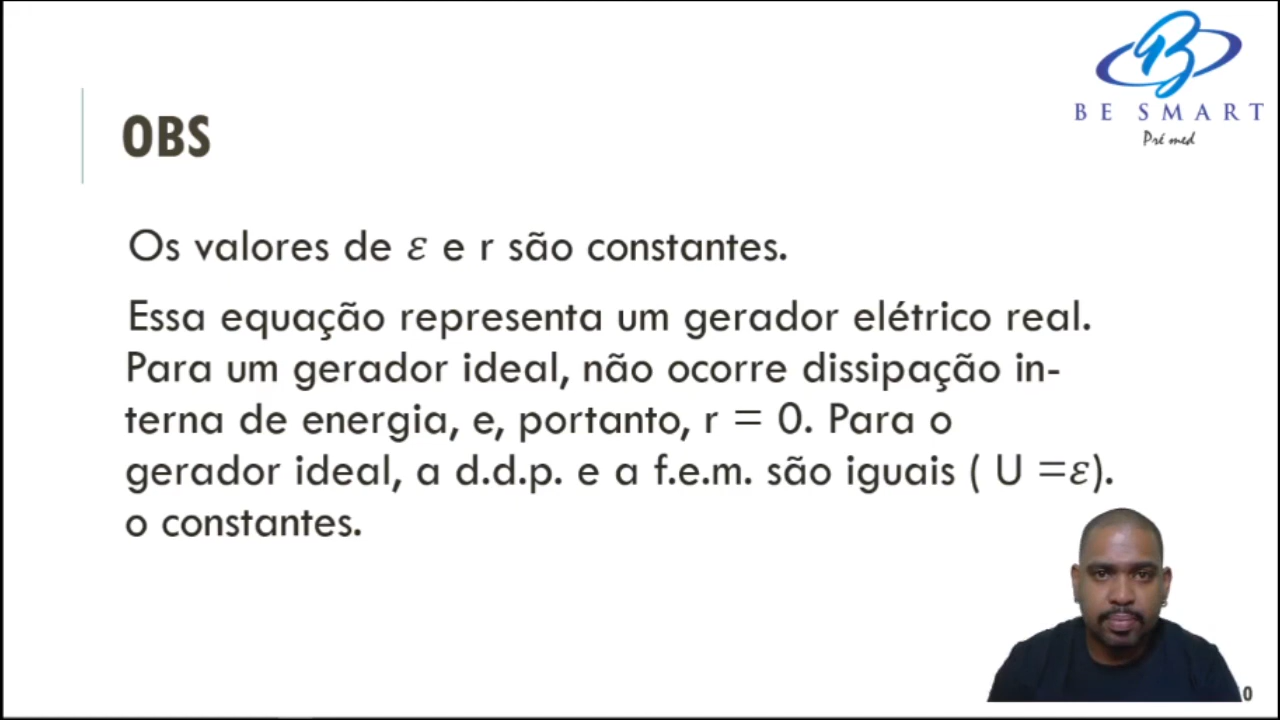 BE SMART
Pré med
OBS
Os valores de ε e r são constantes.
Essa equação representa um gerador elétrico real.
Para um gerador ideal, não ocorre dissipação in-
terna de energia, e, portanto, r = 0. Para o
gerador ideal, a d.d.p. e a f.e.m. são iguais ( U =ε).
o constantes.
0